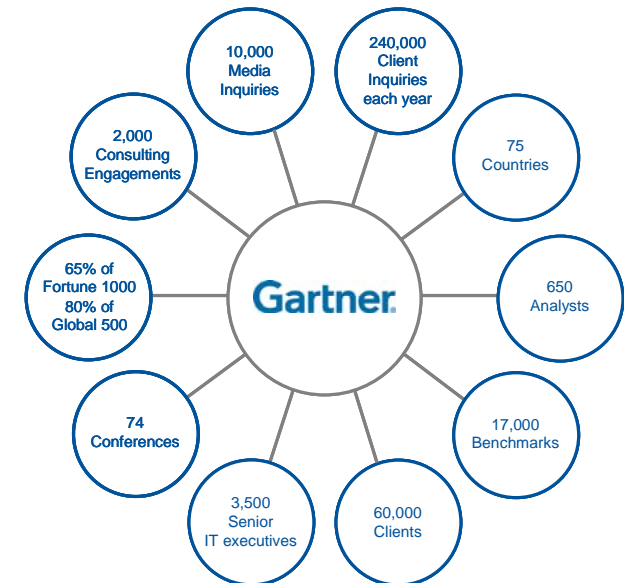 10,000
Media
Inquiries
240,000
Client
Inquiries
each year
2,000
Consulting
Engagements
75
Countries
65% of
Fortune 1000
80% of
Global 500
Gartner.
650
Analysts
74
Conferences
17,000
Benchmarks
3,500
Senior
IT executives
60,000
Clients